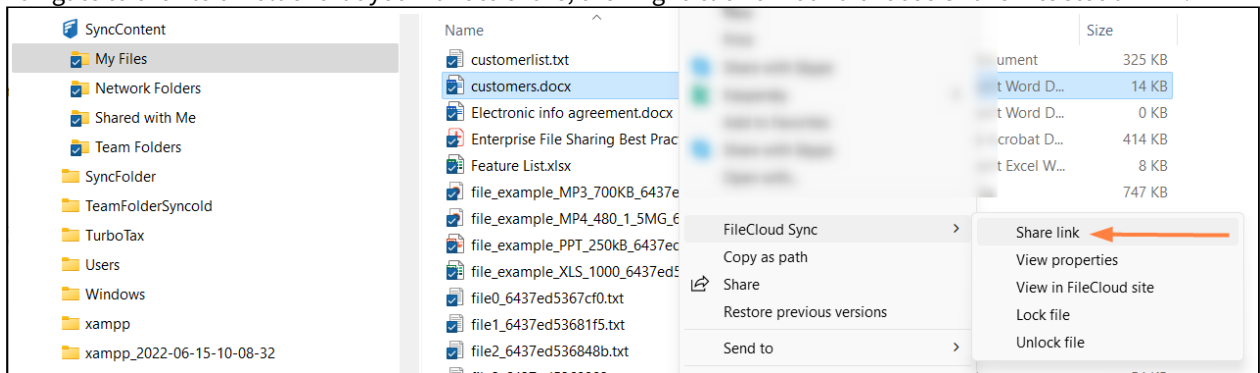 SyncContent
My Files
Network Folders
Shared with Me
Team Folders
SyncFolder
TeamFolderSyncold
TurboTax
Users
Windows
xampp
xampp_2022-06-15-10-08-32
Name
customerlist.txt
customers.docx
Electronic info agreement.docx
Enterprise File Sharing Best Prac
Feature List.xlsx
file_example_MP3_700KB_6437e
file_example_MP4_480_1_5MG_6
file_example_PPT_250kB_6437ec
file_example_XLS_1000_6437ed5
file0_6437ed5367cf0.txt
file1_6437ed53681f5.txt
file2_6437ed536848b.txt
FileCloud Sync
Copy as path
Share
Restore previous versions
Send to
Size
ument 325 KB
t Word D... 14 KB
t Word D... 0 KB
crobat D... 414 KB
t Excel W... 8 KB
747 KB
Share link
View properties
View in FileCloud site
Lock file
Unlock file